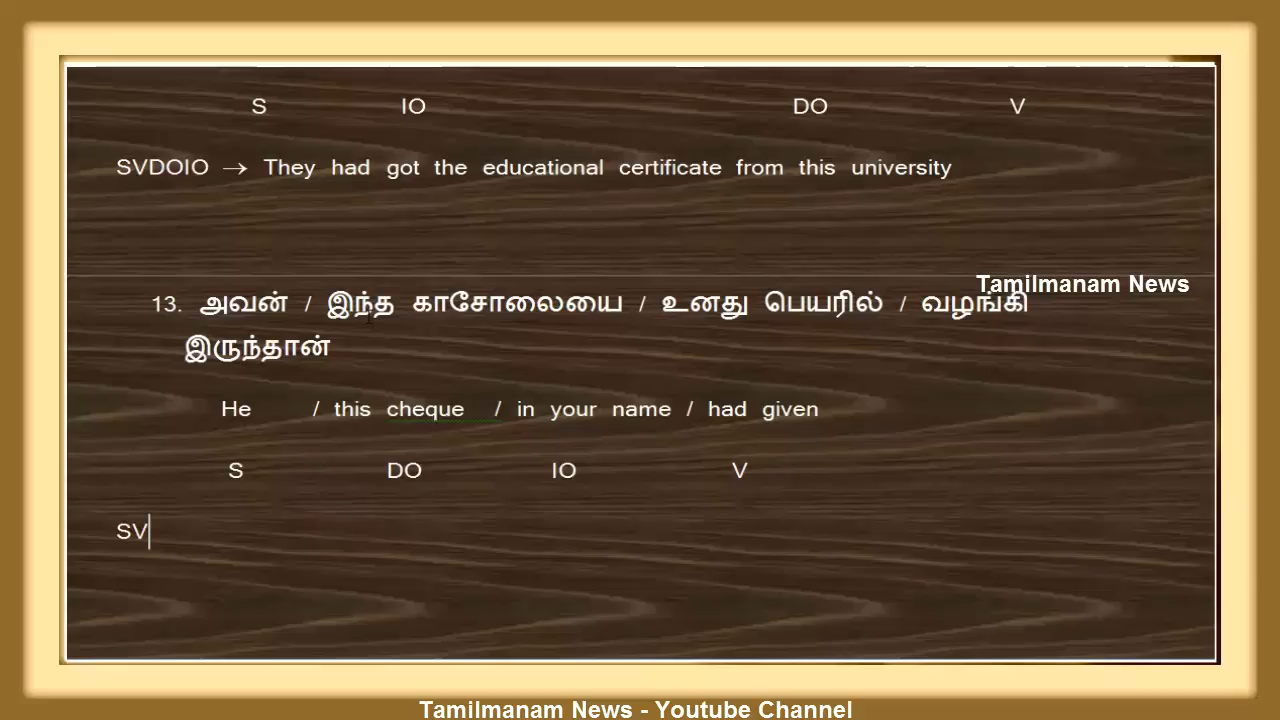 S IO DO V
SVDOIO → They had got the educational certificate from this university
Tamilmanam News
13. அவன் / இந்த காசோலையை / உனது பெயரில் / வழங்கி
இருந்தான்
He / this cheque / in your name / had given
S DO IO V
SV
Tamilmanam News - Youtube Channel